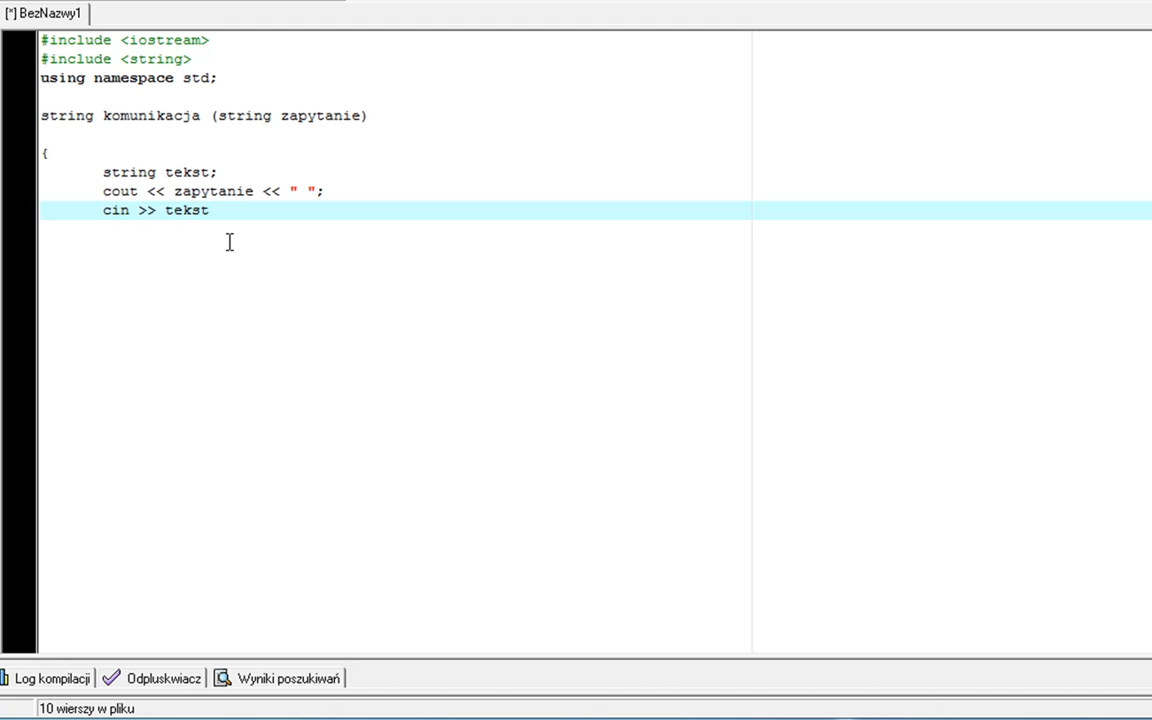 [*] BezNazwy1
#include <iostream>
#include <string>
using namespace std;
string komunikacja (string zapytanie)
{
string tekst;
cout << zapytanie << " ";
cin >> tekst
Log kompilacji Odpluskwiacz Wyniki poszukiwań
10 wierszy w pliku